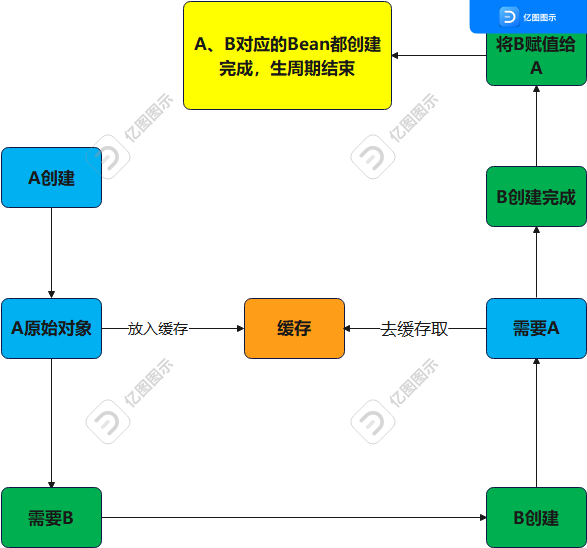 亿图图示
A、B对应的Bean都创建
完成，生周期结束
将B赋值给
A
亿图图示
亿图图示
A创建
B创建完成
A原始对象
放入缓存
缓存
去缓存取
需要A
亿图图示
亿图图示
需要B
B创建